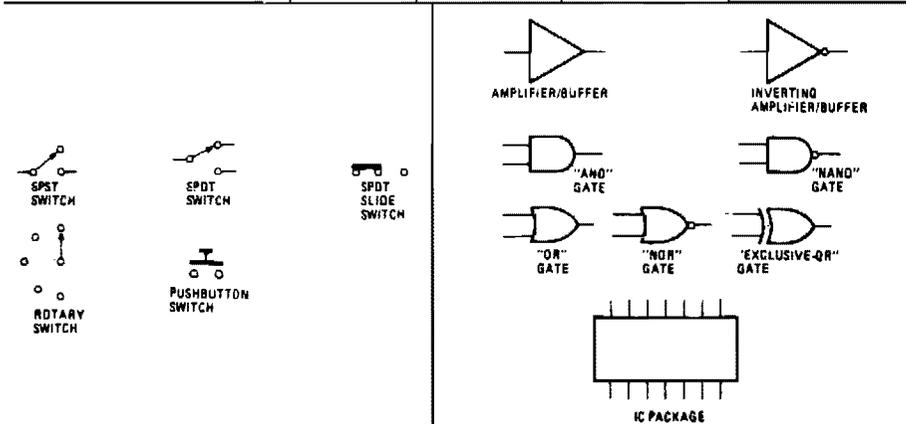 AMPLIFIER/BUFFER
INVERTING
AMPLIFIER/BUFFER
SPST
SWITCH
SPDT
SWITCH
SPDT
SLIDE
SWITCH
"AND"
GATE
"NAND"
GATE
ROTARY
SWITCH
PUSHBUTTON
SWITCH
"OR"
GATE
"NOR"
GATE
"EXCLUSIVE-OR"
GATE
IC PACKAGE